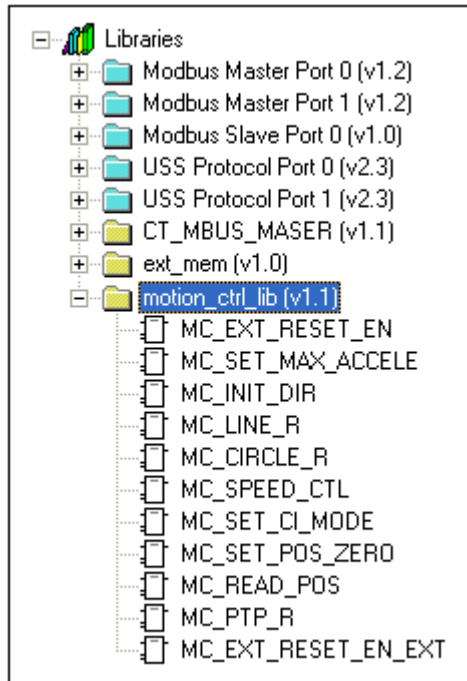 Libraries
Modbus Master Port 0 (v1.2)
Modbus Master Port 1 (v1.2)
Modbus Slave Port 0 (v1.0)
USS Protocol Port 0 (v2.3)
USS Protocol Port 1 (v2.3)
CT_MBUS_MASER (v1.1)
ext_mem (v1.0)
motion_ctrl_lib (v1.1)
MC_EXT_RESET_EN
MC_SET_MAX_ACCELE
MC_INIT_DIR
MC_LINE_R
MC_CIRCLE_R
MC_SPEED_CTL
MC_SET_CI_MODE
MC_SET_POS_ZERO
MC_READ_POS
MC_PTP_R
MC_EXT_RESET_EN_EXT